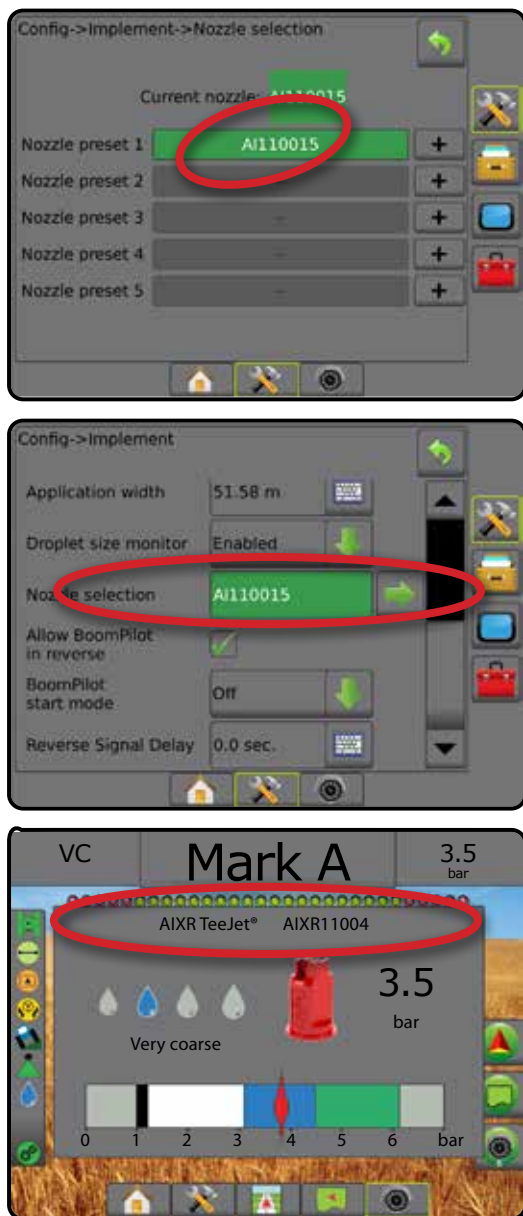 Config->Implement->Nozzle selection
Current nozzle: AI110015
Nozzle preset 1 AI110015 +
Nozzle preset 2 – +
Nozzle preset 3 – +
Nozzle preset 4 – +
Nozzle preset 5 – +
Config->Implement
Application width 51.58 m
Droplet size monitor Enabled
Nozzle selection AI110015
Allow BoomPilot
in reverse
BoomPilot
start mode Off
Reverse Signal Delay 0.0 sec.
VC Mark A 3.5
bar
AIXR TeeJet® AIXR11004
3.5
bar
Very coarse
0 1 2 3 4 5 6 bar